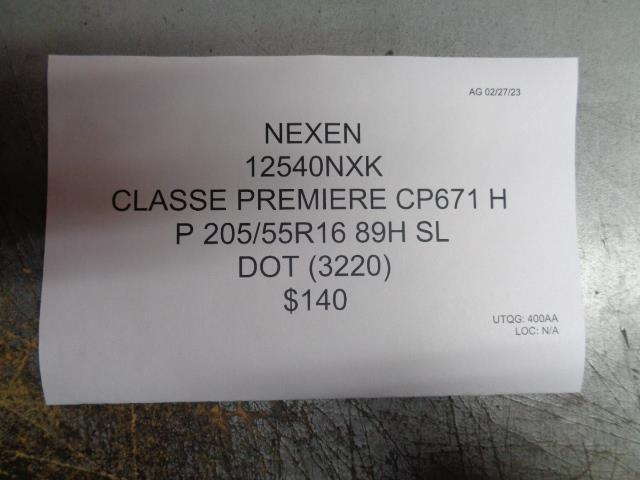 AG 02/27/23
NEXEN
12540NXK
CLASSE PREMIERE CP671 H
P 205/55R16 89H SL
DOT (3220)
$140
UTQG: 400AA
LOC: N/A